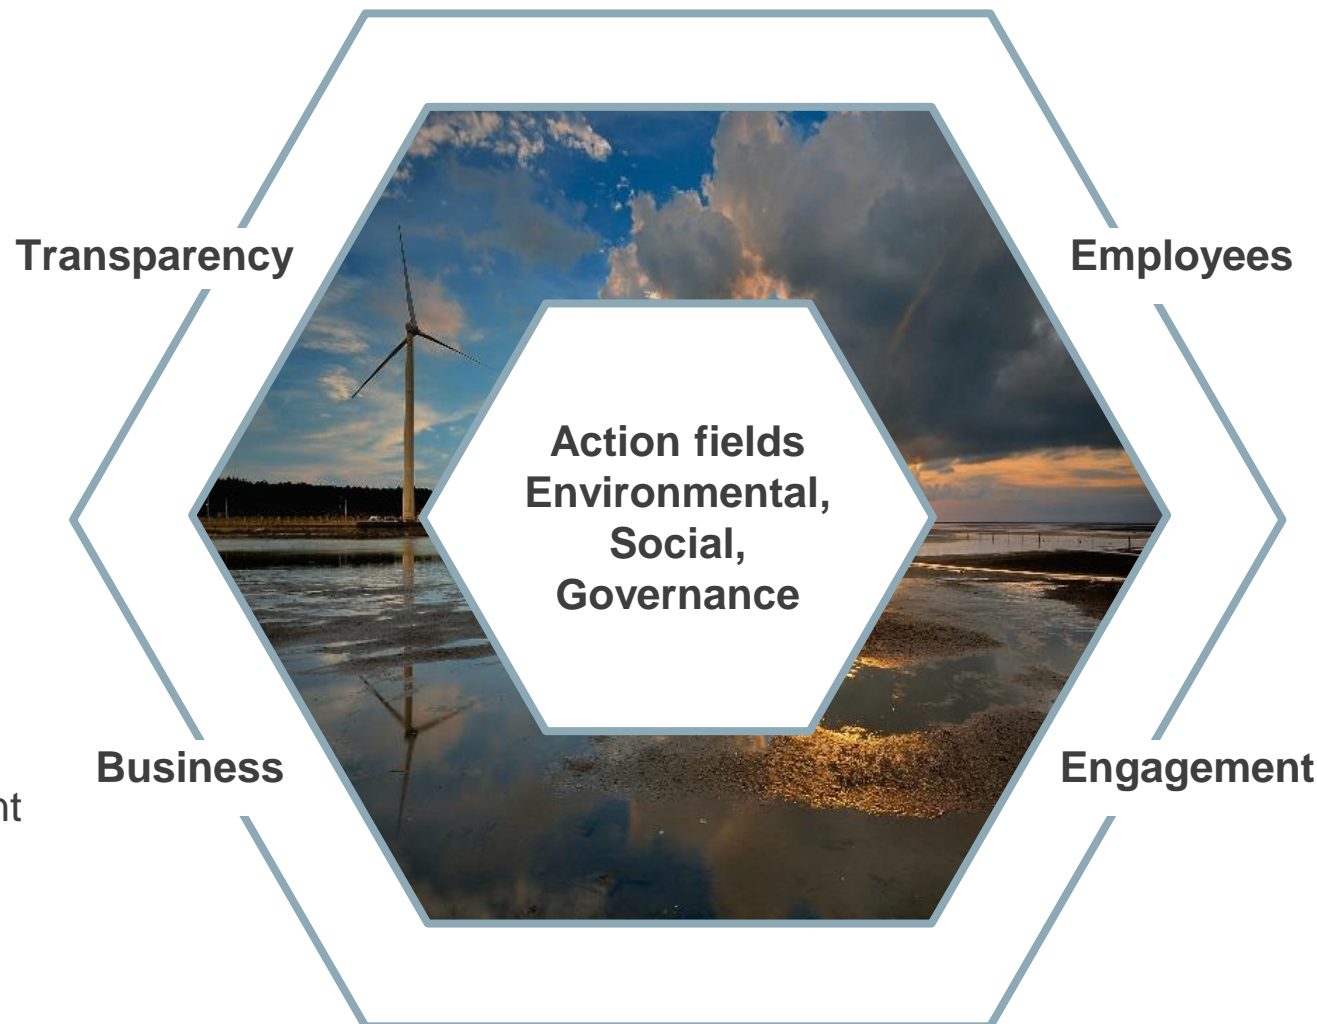 Transparency
Employees
Action fields
Environmental,
Social,
Governance
Business
Engagement